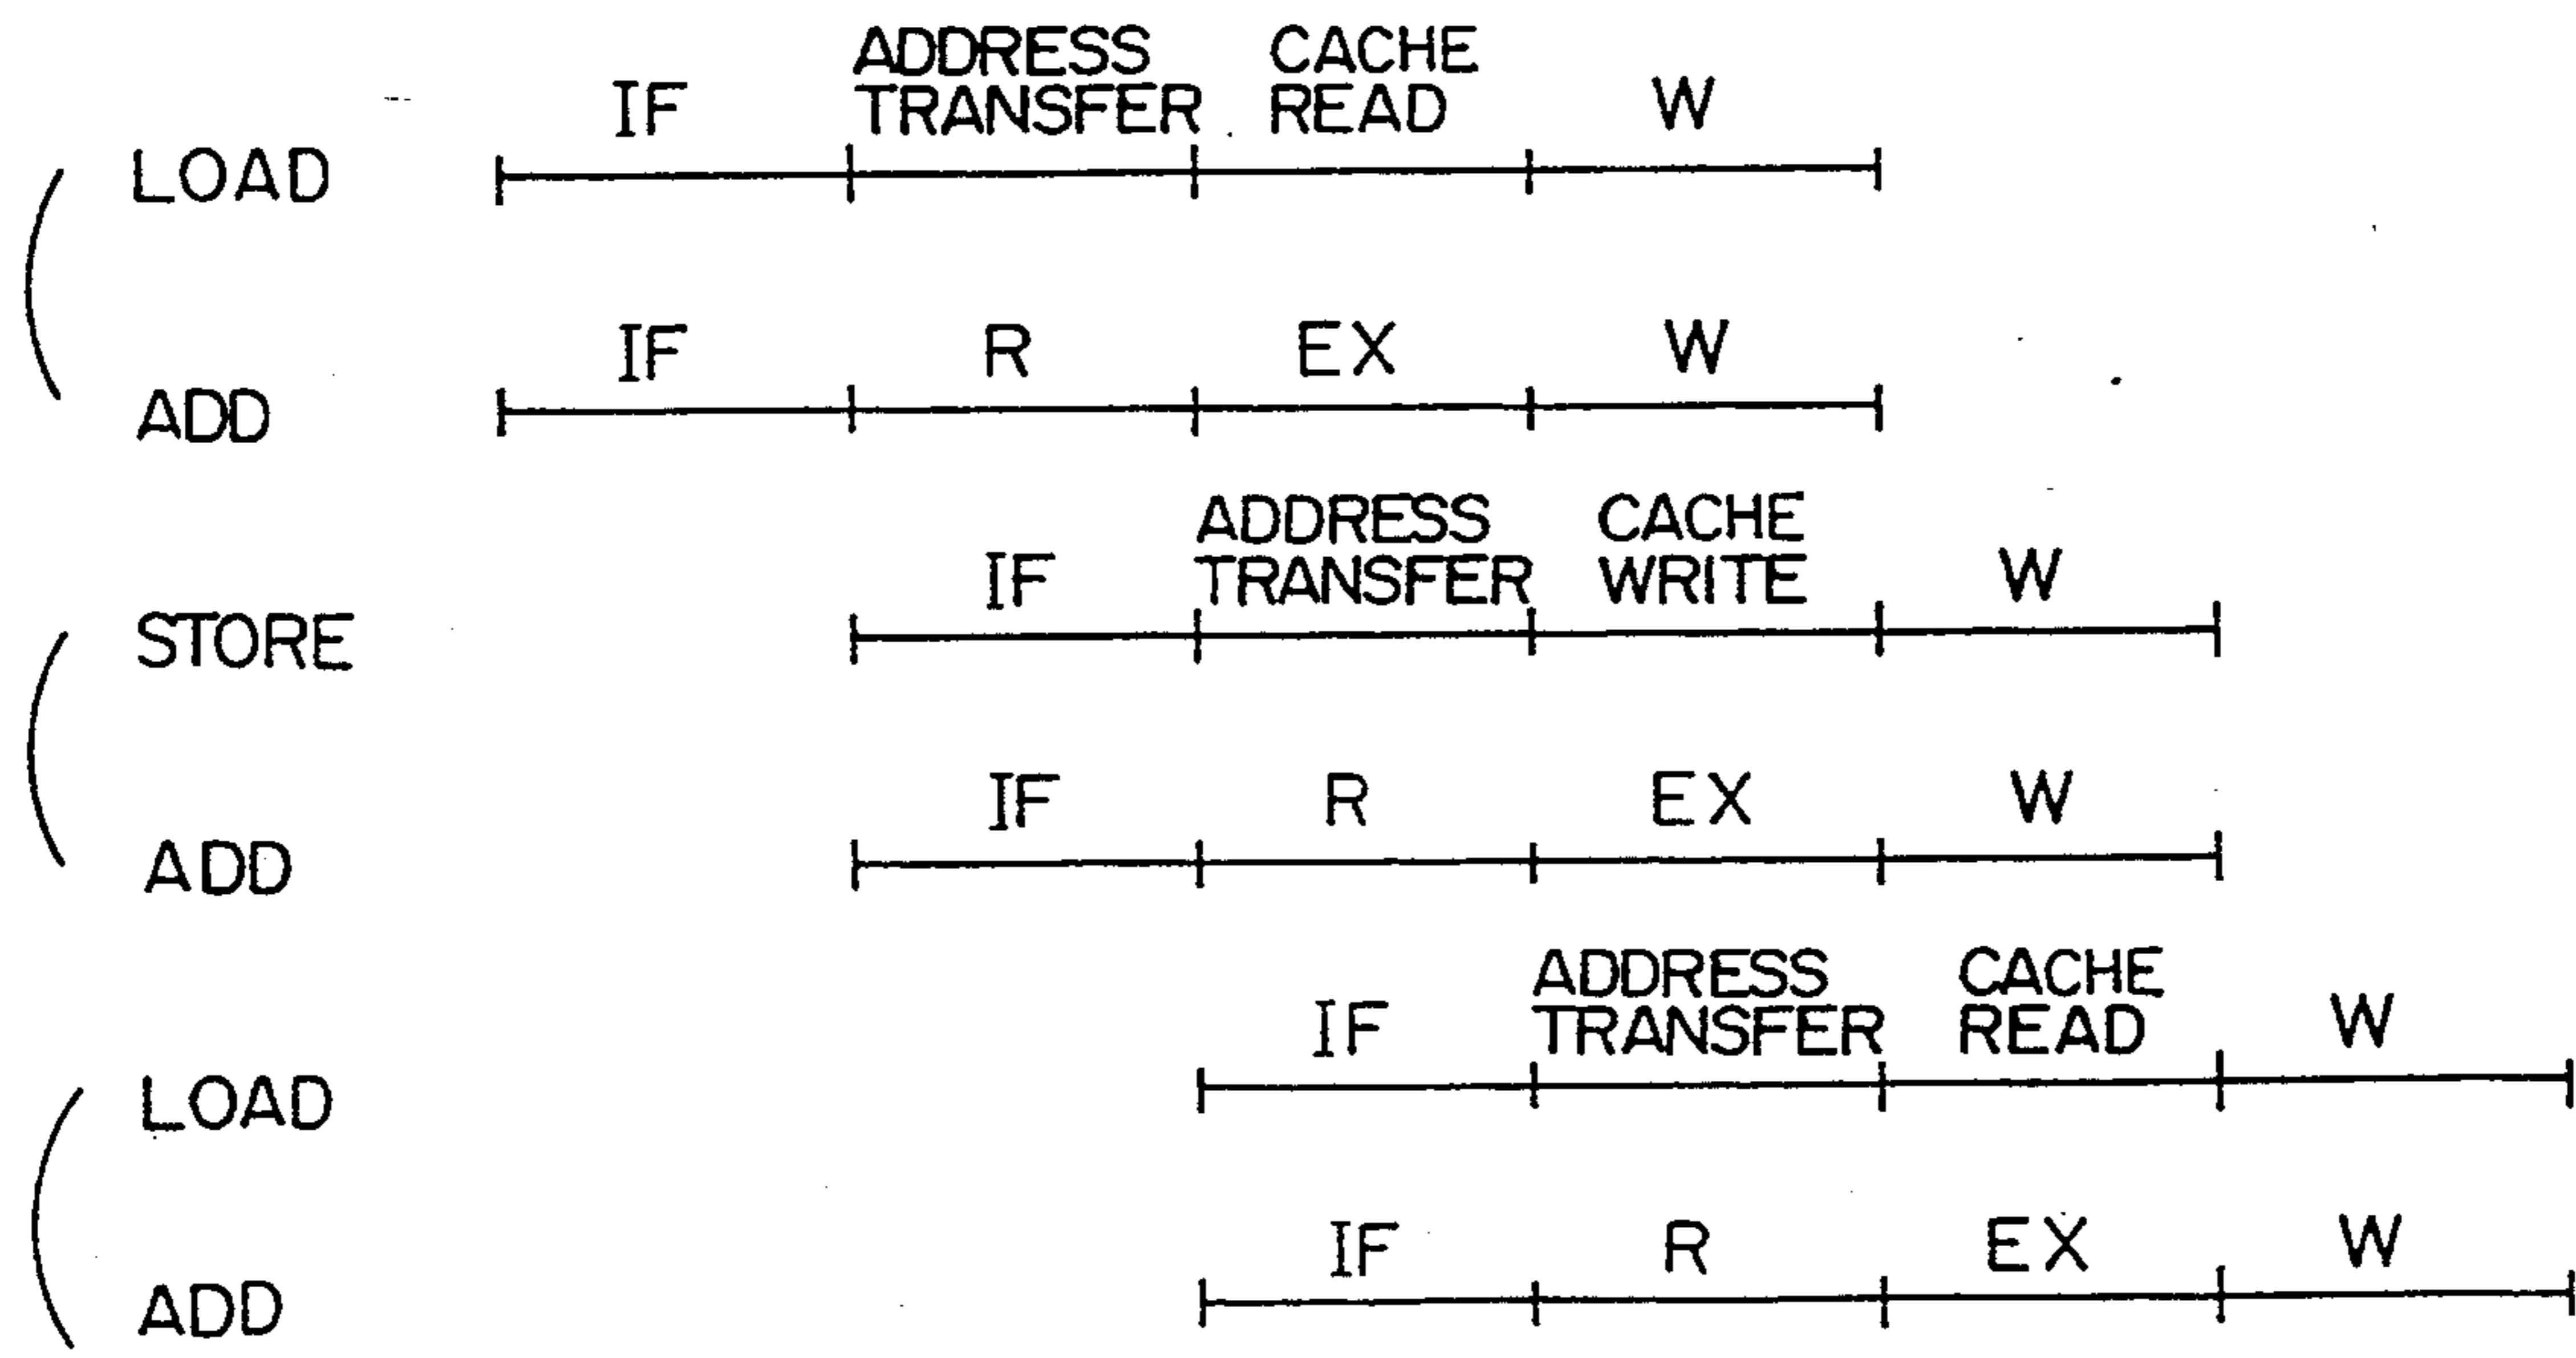 IF ADDRESS TRANSFER CACHE READ W
LOAD
IF R EX W
ADD
IF ADDRESS TRANSFER CACHE WRITE W
STORE
IF R EX W
ADD
IF ADDRESS TRANSFER CACHE READ W
LOAD
IF R EX W
ADD